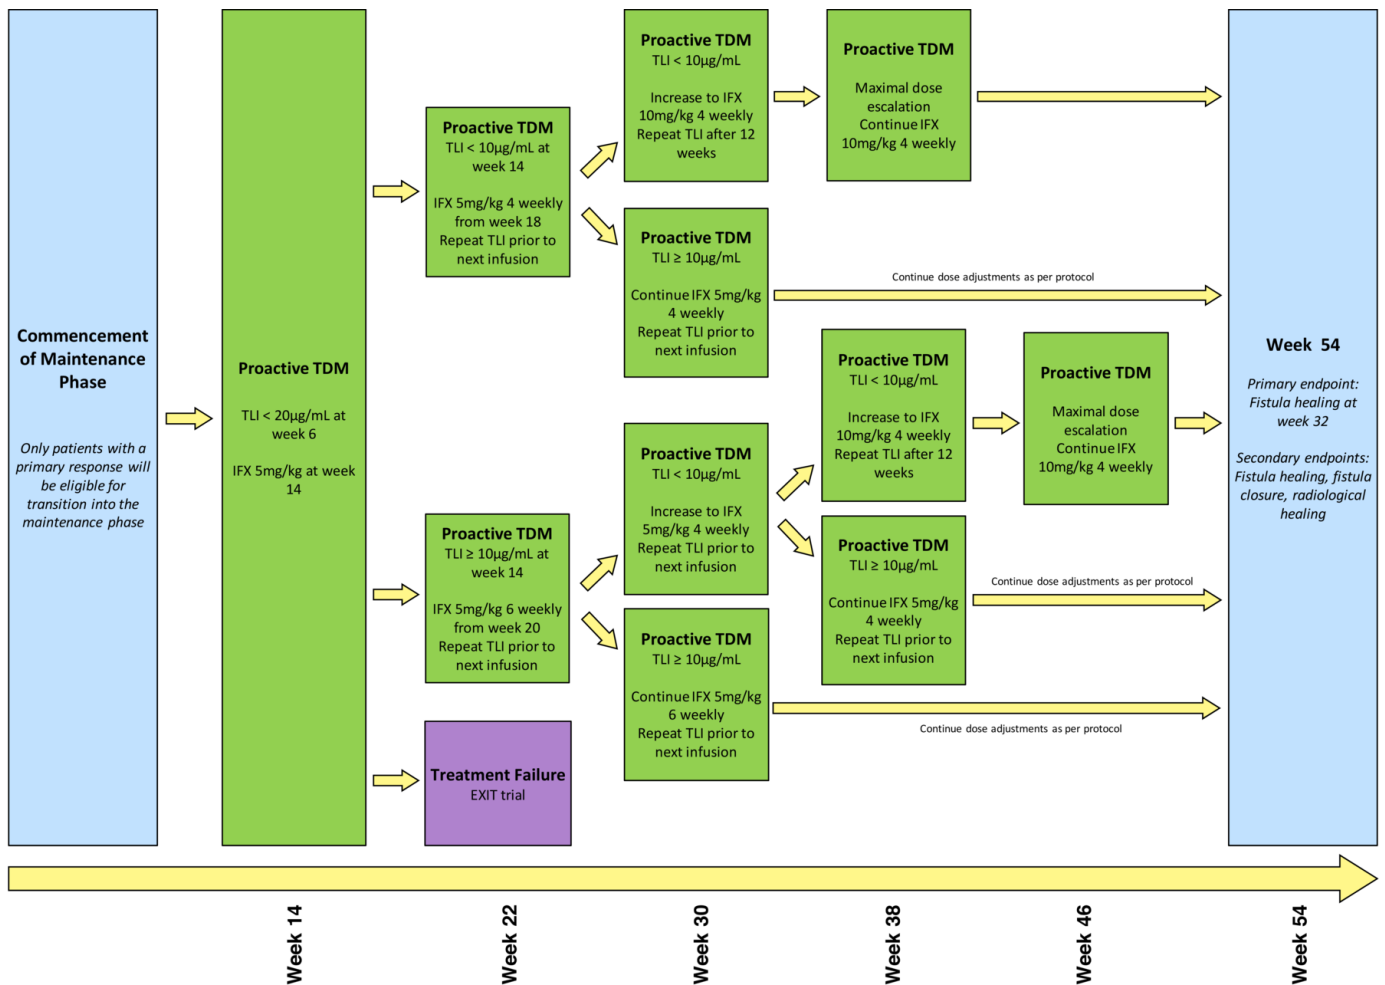 Commencement
of Maintenance
Phase
Only patients with a
primary response will
be eligible for
transition into the
maintenance phase
Proactive TDM
TLI < 20µg/mL at
week 6
IFX 5mg/kg at week
14
Proactive TDM
TLI < 10µg/mL at
week 14
IFX 5mg/kg 4 weekly
from week 18
Repeat TLI prior to
next infusion
Proactive TDM
TLI ≥ 10µg/mL at
week 14
IFX 5mg/kg 6 weekly
from week 20
Repeat TLI prior to
next infusion
Treatment Failure
EXIT trial
Proactive TDM
TLI < 10µg/mL
Increase to IFX
10mg/kg 4 weekly
Repeat TLI after 12
weeks
Proactive TDM
TLI ≥ 10µg/mL
Continue IFX 5mg/kg
4 weekly
Repeat TLI prior to
next infusion
Proactive TDM
TLI < 10µg/mL
Increase to IFX
5mg/kg 4 weekly
Repeat TLI prior to
next infusion
Proactive TDM
TLI ≥ 10µg/mL
Continue IFX 5mg/kg
6 weekly
Repeat TLI prior to
next infusion
Proactive TDM
Maximal dose
escalation
Continue IFX
10mg/kg 4 weekly
Continue dose adjustments as per protocol
Proactive TDM
TLI < 10µg/mL
Increase to IFX
10mg/kg 4 weekly
Repeat TLI after 12
weeks
Proactive TDM
TLI ≥ 10µg/mL
Continue IFX 5mg/kg
4 weekly
Repeat TLI prior to
next infusion
Proactive TDM
Maximal dose
escalation
Continue IFX
10mg/kg 4 weekly
Continue dose adjustments as per protocol
Continue dose adjustments as per protocol
Week 54
Primary endpoint:
Fistula healing at
week 32
Secondary endpoints:
Fistula healing, fistula
closure, radiological
healing
Week 14
Week 22
Week 30
Week 38
Week 46
Week 54